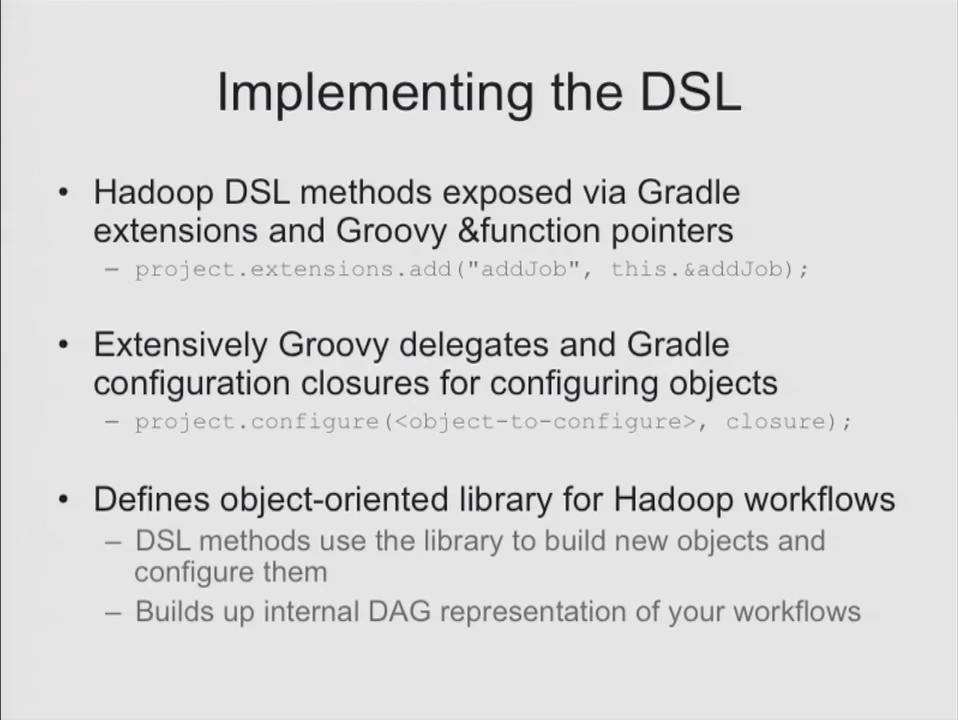 Implementing the DSL
• Hadoop DSL methods exposed via Gradle
extensions and Groovy &function pointers
– project.extensions.add("addJob", this.&addJob);
• Extensively Groovy delegates and Gradle
configuration closures for configuring objects
– project.configure(<object-to-configure>, closure);
• Defines object-oriented library for Hadoop workflows
– DSL methods use the library to build new objects and
configure them
– Builds up internal DAG representation of your workflows